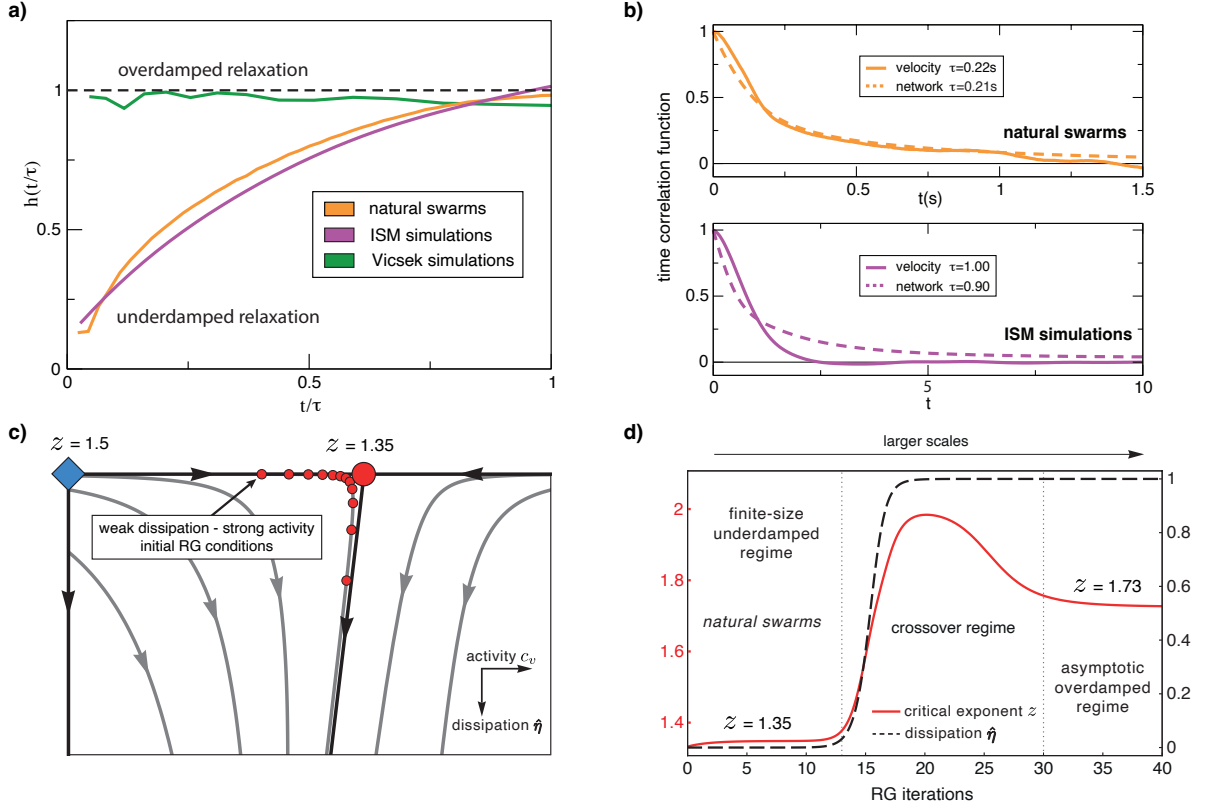 a)
h(t/τ)
1
0.5
0
overdamped relaxation
underdamped relaxation
natural swarms
ISM simulations
Vicsek simulations
0
0.5
1
t/τ
b)
time correlation function
1
0.5
0
velocity τ=0.22s
network τ=0.21s
natural swarms
0
0.5
1
1.5
t(s)
1
0.5
0
velocity τ=1.00
network τ=0.90
ISM simulations
0
5
10
t
c)
z = 1.5
z = 1.35
weak dissipation - strong activity
initial RG conditions
activity c_v
dissipation η̂
d)
larger scales
2
1.8
1.6
1.4
1
0.8
0.6
0.4
0.2
0
finite-size
underdamped
regime
natural swarms
z = 1.35
crossover regime
z = 1.73
asymptotic
overdamped
regime
critical exponent z
dissipation η̂
0
5
10
15
20
25
30
35
40
RG iterations